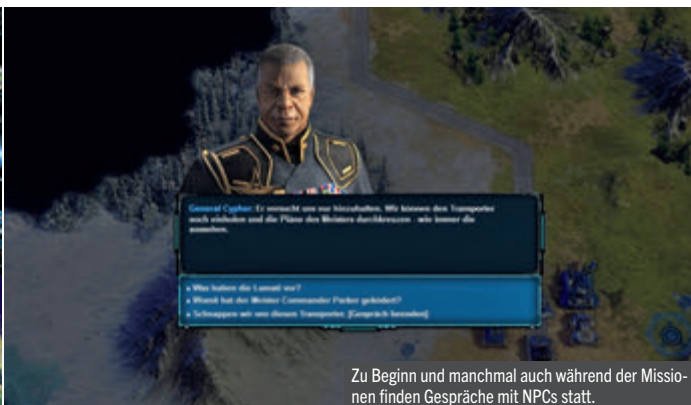 General Cypher: Er versucht uns nur hinzuhalten. Wir können den Transporter
noch einholen und die Pläne des Meisters durchkreuzen - wie immer die
aussehen.
» Was haben die Lumati vor?
» Womit hat der Meister Commander Parker geködert?
» Schnappen wir uns diesen Transporter. [Gespräch beenden]
Zu Beginn und manchmal auch während der Missio-
nen finden Gespräche mit NPCs statt.